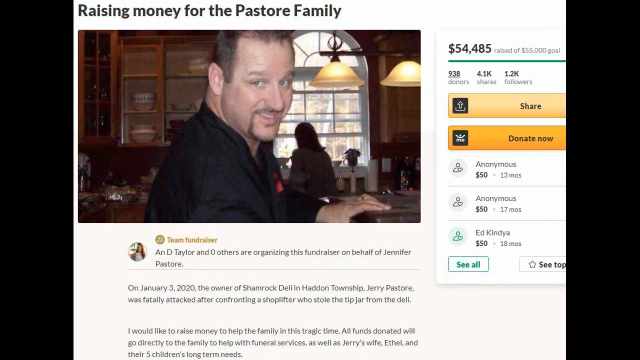 Raising money for the Pastore Family
$54,485 raised of $55,000 goal
938 4.1K 1.2K
donors shares followers
Share
Donate now
Anonymous
$50 • 13 mos
Anonymous
$50 • 17 mos
Ed Kindya
$50 • 18 mos
See all
See top
Team fundraiser
An D Taylor and 0 others are organizing this fundraiser on behalf of Jennifer
Pastore.
On January 3, 2020, the owner of Shamrock Deli in Haddon Township, Jerry Pastore,
was fatally attacked after confronting a shoplifter who stole the tip jar from the deli.
I would like to raise money to help the family in this tragic time. All funds donated will
go directly to the family to help with funeral services, as well as Jerry's wife, Ethel, and
their 5 children's long term needs.